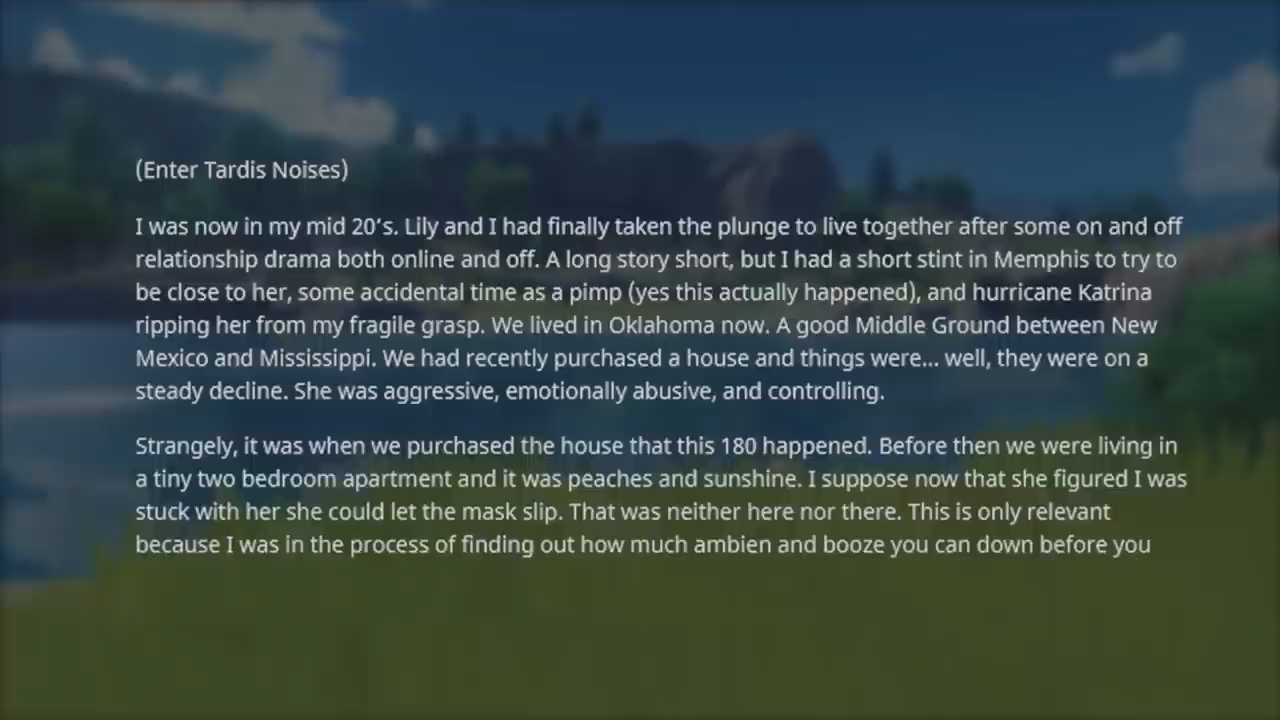 (Enter Tardis Noises)
I was now in my mid 20's. Lily and I had finally taken the plunge to live together after some on and off
relationship drama both online and off. A long story short, but I had a short stint in Memphis to try to
be close to her, some accidental time as a pimp (yes this actually happened), and hurricane Katrina
ripping her from my fragile grasp. We lived in Oklahoma now. A good Middle Ground between New
Mexico and Mississippi. We had recently purchased a house and things were... well, they were on a
steady decline. She was aggressive, emotionally abusive, and controlling.
Strangely, it was when we purchased the house that this 180 happened. Before then we were living in
a tiny two bedroom apartment and it was peaches and sunshine. I suppose now that she figured I was
stuck with her she could let the mask slip. That was neither here nor there. This is only relevant
because I was in the process of finding out how much ambien and booze you can down before you